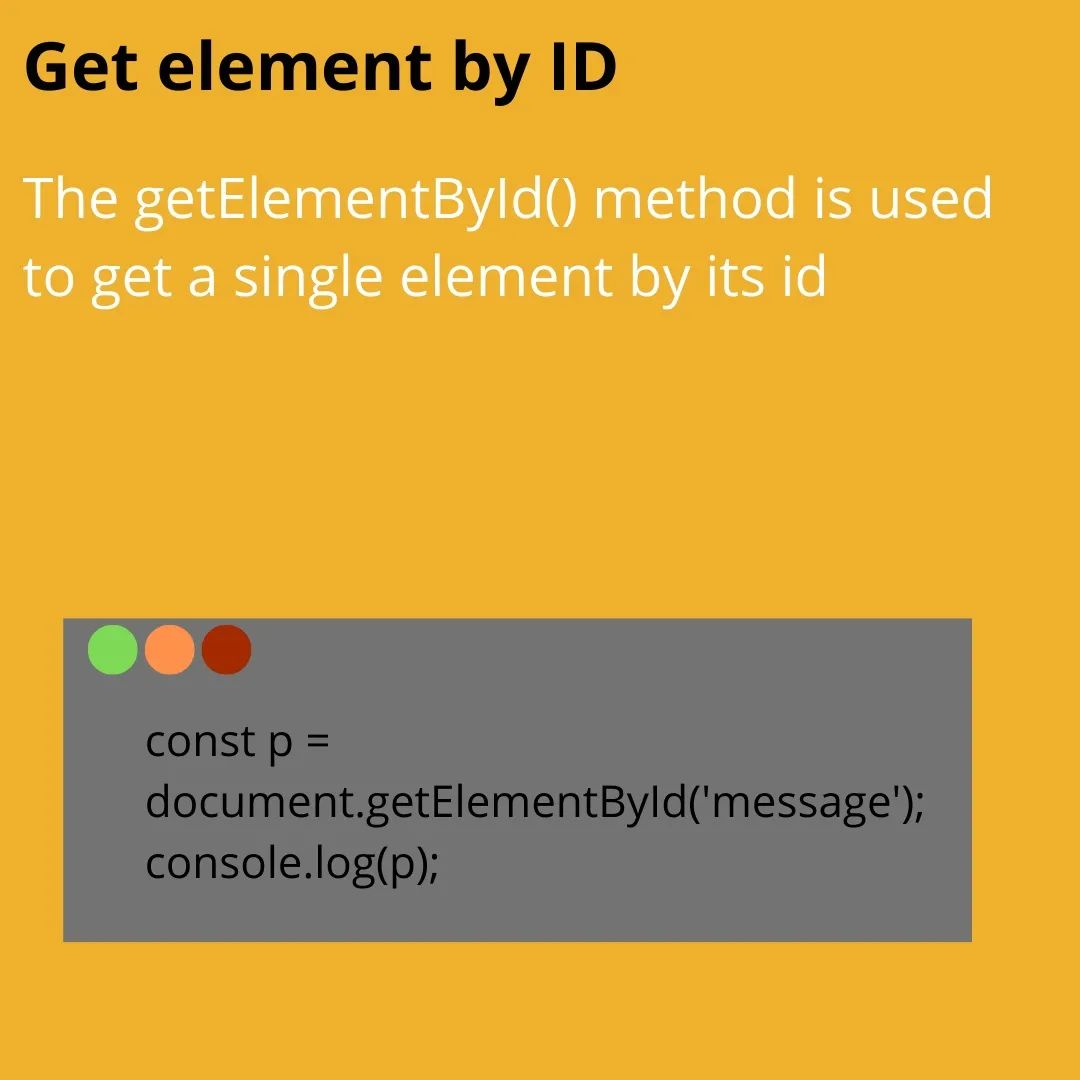 Get element by ID
The getElementById() method is used
to get a single element by its id
const p =
document.getElementById('message');
console.log(p);